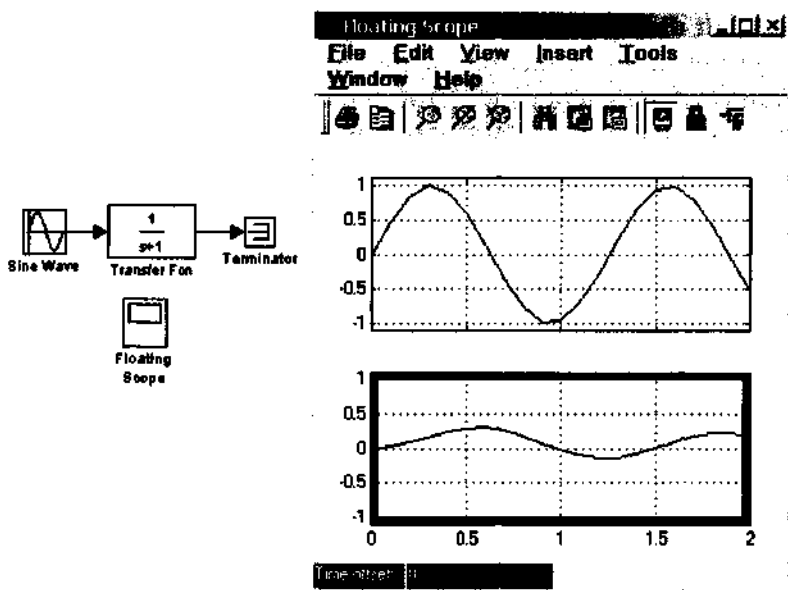 Floating Scope
File Edit View Insert Tools
Window Help
1
0.5
0
-0.5
-1
1
s+1
Sine Wave
Transfer Fcn
Terminator
Floating
Scope
1
0.5
0
-0.5
-1
0 0.5 1 1.5 2
Time offset: 0